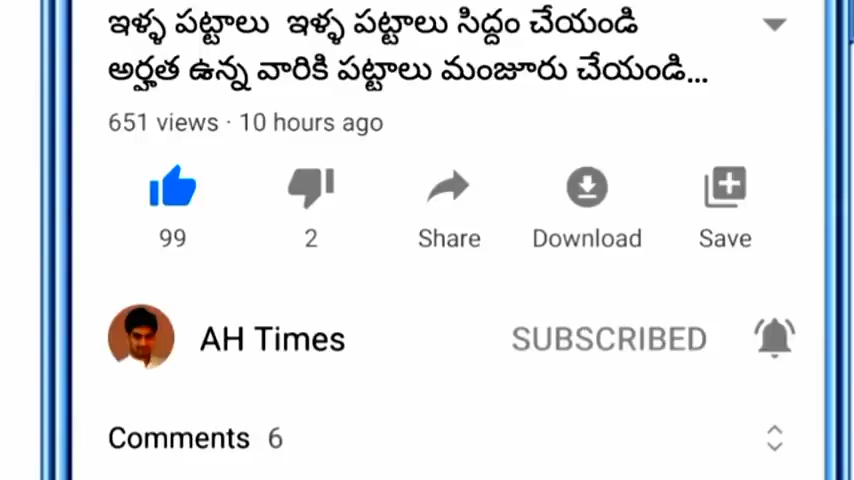 ఇళ్ళ పట్టాలు ఇళ్ళ పట్టాలు సిద్దం చేయండి
అర్హత ఉన్న వారికి పట్టాలు మంజూరు చేయండి...
651 views · 10 hours ago
99 2 Share Download Save
AH Times SUBSCRIBED
Comments 6